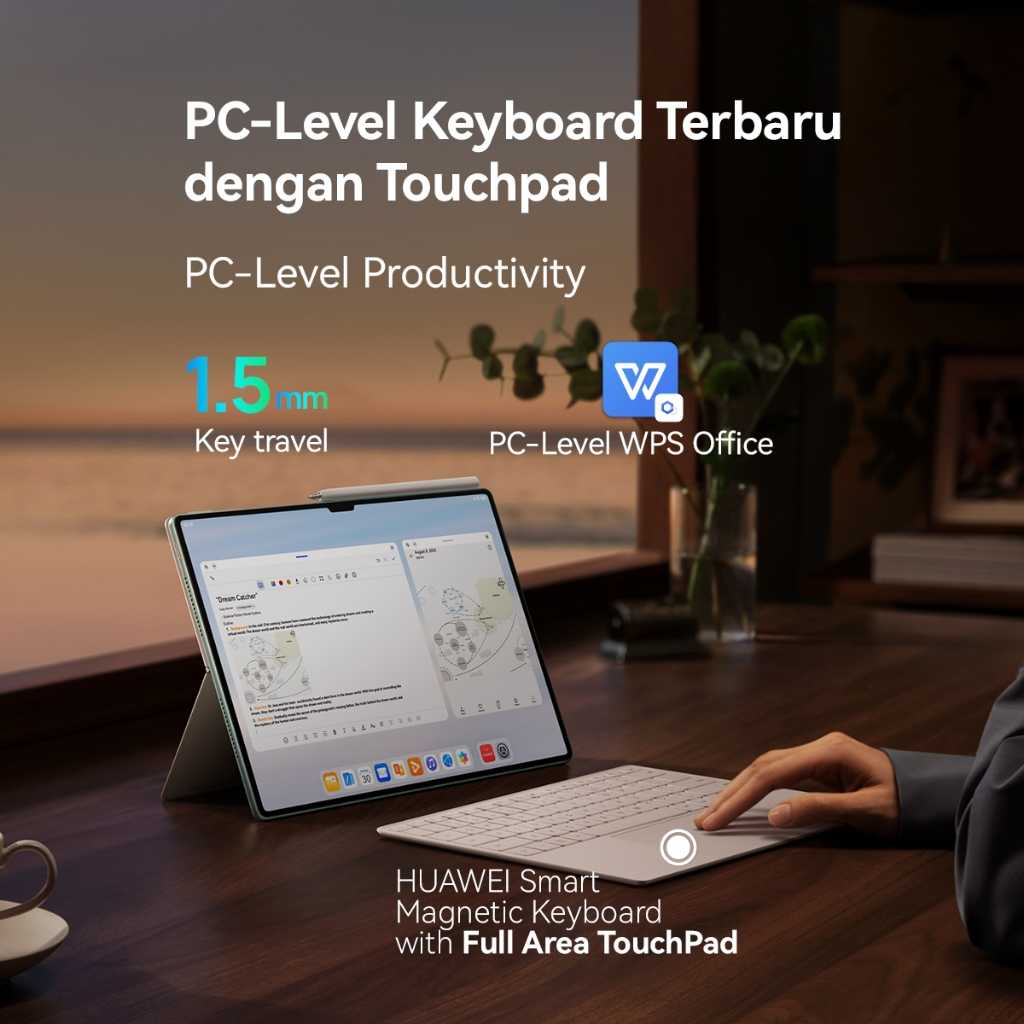 PC-Level Keyboard Terbaru
dengan Touchpad
PC-Level Productivity
1.5mm
Key travel
PC-Level WPS Office
"Dream Catcher"
HUAWEI Smart
Magnetic Keyboard
with Full Area TouchPad